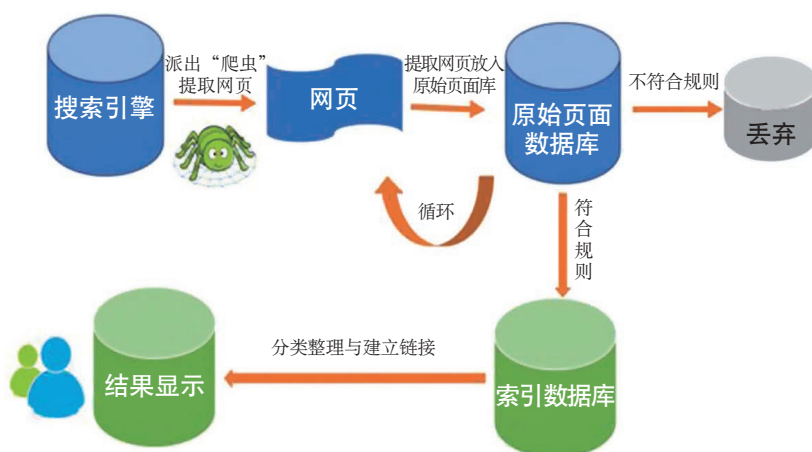 搜索引擎
派出“爬虫”
提取网页
网页
提取网页放入
原始页面库
原始页面
数据库
不符合规则
丢弃
循环
符
合
规
则
分类整理与建立链接
结果显示
索引数据库